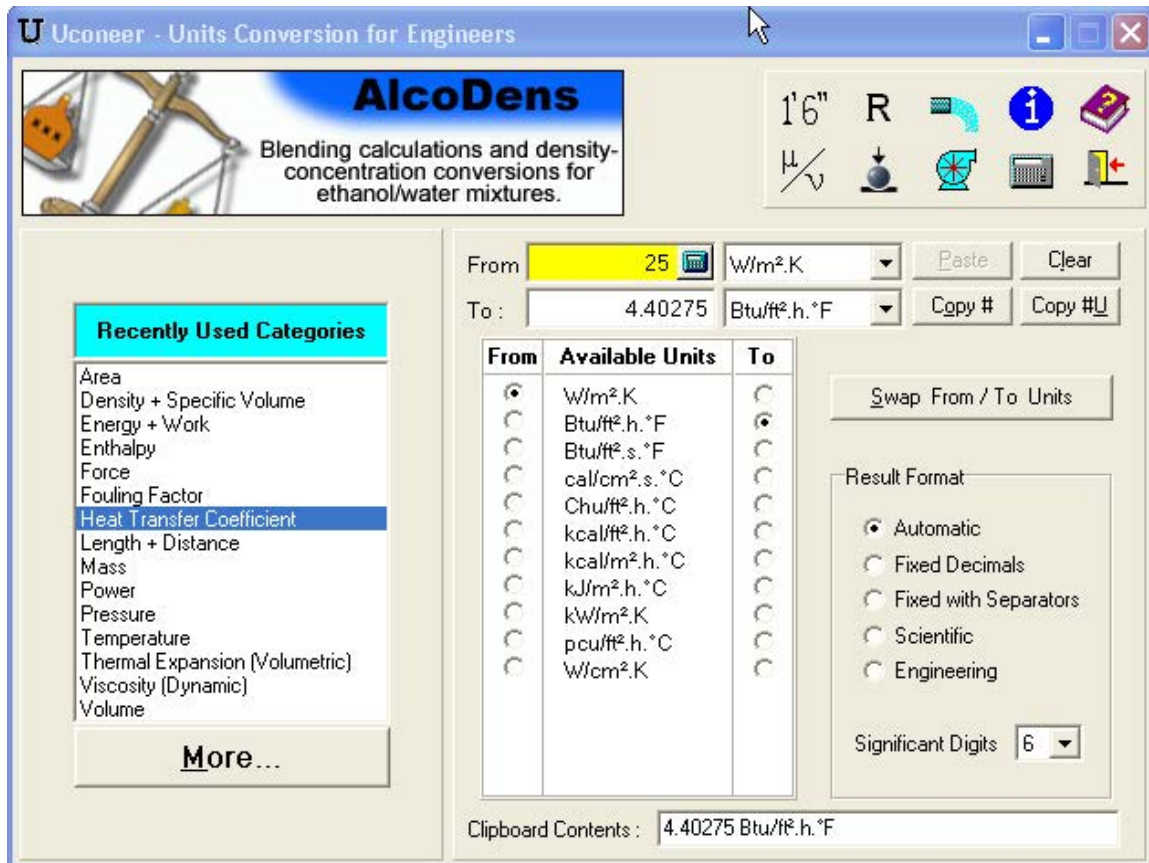 U Uconeer - Units Conversion for Engineers
AlcoDens
Blending calculations and density-
concentration conversions for
ethanol/water mixtures.
1'6" R i ?
μ/ν
From 25 W/m².K Paste Clear
To : 4.40275 Btu/ft².h.°F Copy # Copy #U
Recently Used Categories
Area
Density + Specific Volume
Energy + Work
Enthalpy
Force
Fouling Factor
Heat Transfer Coefficient
Length + Distance
Mass
Power
Pressure
Temperature
Thermal Expansion (Volumetric)
Viscosity (Dynamic)
Volume
More...
From Available Units To
W/m².K
Btu/ft².h.°F
Btu/ft².s.°F
cal/cm².s.°C
Chu/ft².h.°C
kcal/ft².h.°C
kcal/m².h.°C
kJ/m².h.°C
kW/m².K
pcu/ft².h.°C
W/cm².K
Swap From / To Units
Result Format
Automatic
Fixed Decimals
Fixed with Separators
Scientific
Engineering
Significant Digits 6
Clipboard Contents : 4.40275 Btu/ft².h.°F